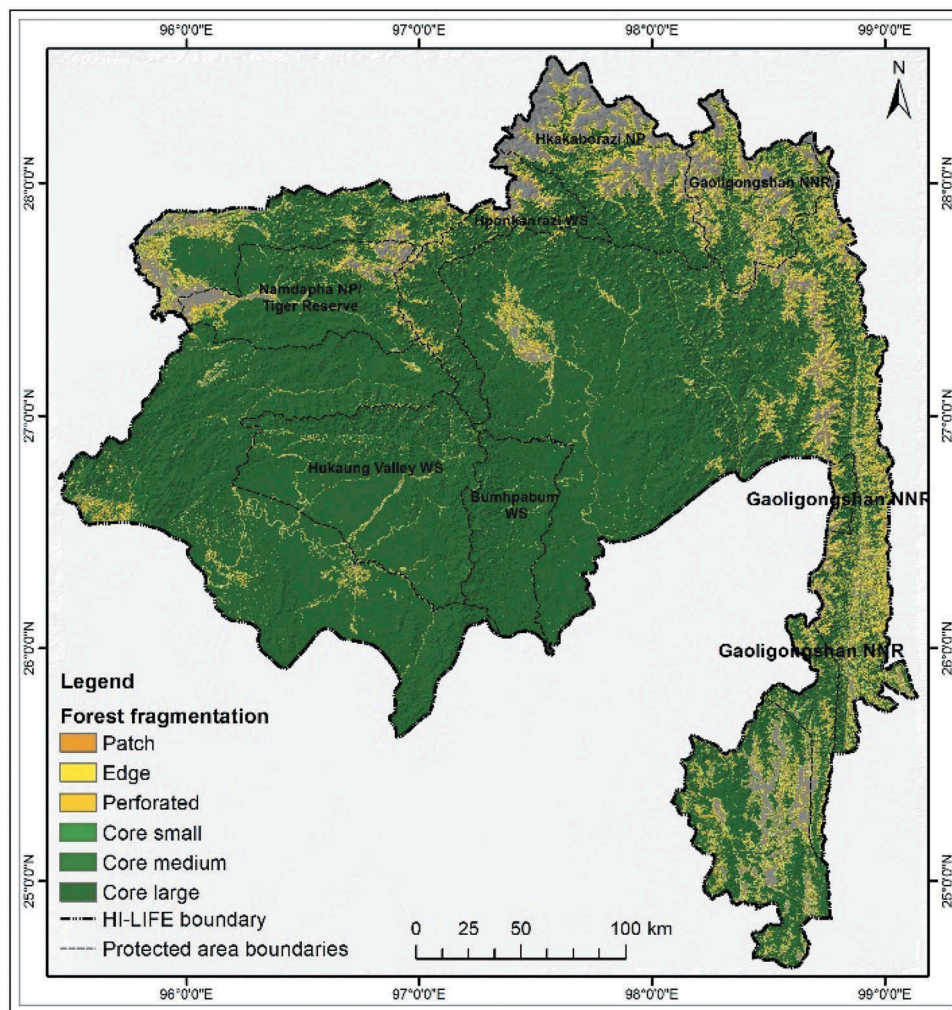 96°0'0"E 97°0'0"E 98°0'0"E 99°0'0"E
N
28°0'0"N
28°0'0"N
Hkakaborazi NP
Gaoligongshan NNR
Hponkanrazi WS
Namdapha NP/
Tiger Reserve
27°0'0"N
27°0'0"N
Hukaung Valley WS
Bumhpabum
WS
Gaoligongshan NNR
26°0'0"N
26°0'0"N
Gaoligongshan NNR
Legend
Forest fragmentation
Patch
Edge
Perforated
Core small
Core medium
Core large
HI-LIFE boundary
Protected area boundaries
25°0'0"N
25°0'0"N
0 25 50 100 km
96°0'0"E 97°0'0"E 98°0'0"E 99°0'0"E